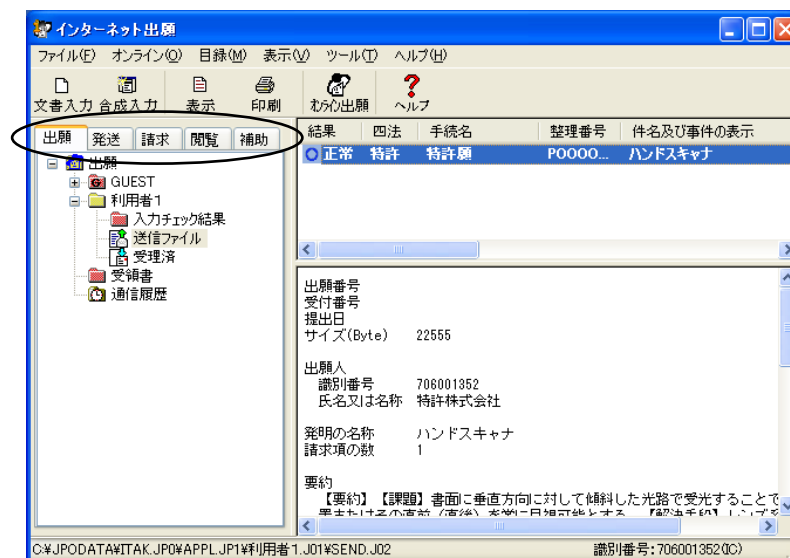 インターネット出願
ファイル(F) オンライン(O) 目録(M) 表示(V) ツール(T) ヘルプ(H)
文書入力 合成入力 表示 印刷 オンライン出願 ヘルプ
出願 発送 請求 閲覧 補助
出願
GUEST
利用者1
入力チェック結果
送信ファイル
受理済
受領書
通信履歴
結果 四法 手続名 整理番号 件名及び事件の表示
正常 特許 特許願 P0000... ハンドスキャナ
出願番号
受付番号
提出日
サイズ(Byte) 22555
出願人
識別番号 706001352
氏名又は名称 特許株式会社
発明の名称 ハンドスキャナ
請求項の数 1
要約
【要約】【課題】書面に垂直方向に対して傾斜した光路で受光することで
C:¥JPODATA¥ITAK.JP0¥APPL.JP1¥利用者1.J01¥SEND.J02 識別番号:706001352(IC)